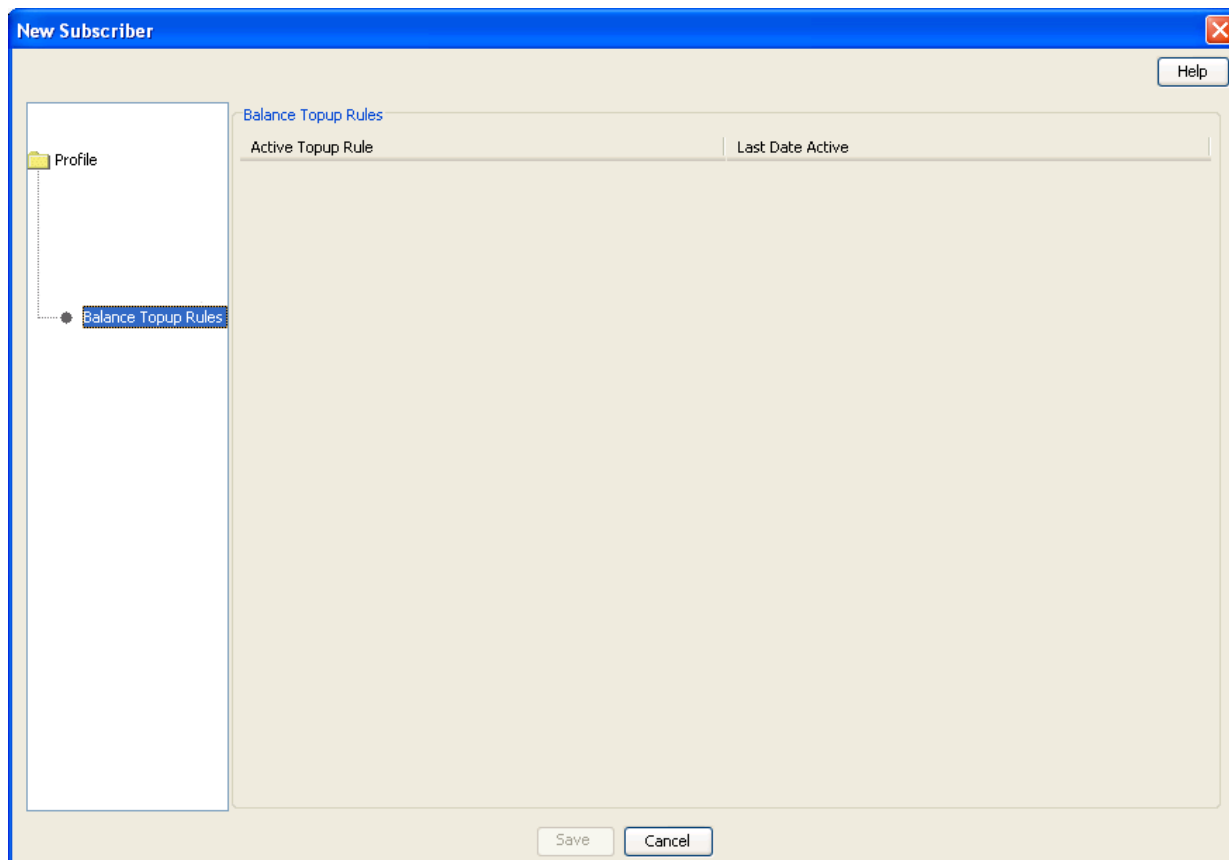 New Subscriber
Help
Profile
Balance Topup Rules
Balance Topup Rules
Active Topup Rule Last Date Active
Save Cancel